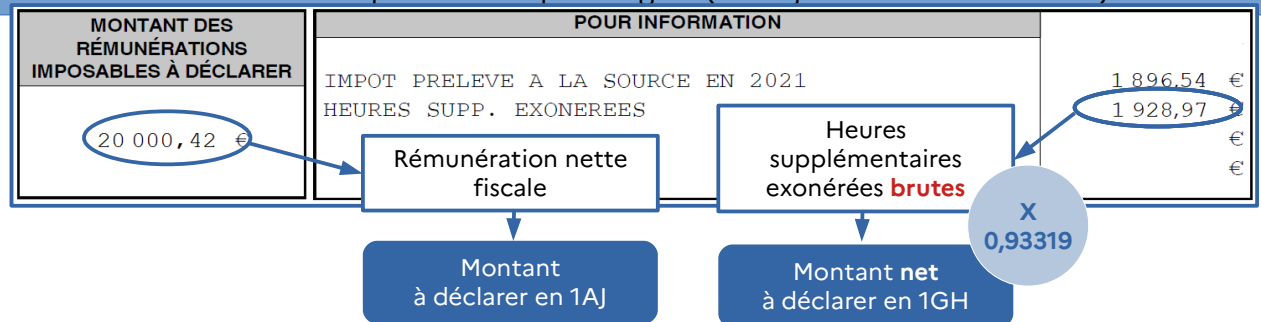 MONTANT DES
RÉMUNÉRATIONS
IMPOSABLES À DÉCLARER
20 000,42 €
POUR INFORMATION
IMPOT PRELEVE A LA SOURCE EN 2021 1 896,54 €
HEURES SUPP. EXONEREES 1 928,97 €
€
€
Rémunération nette
fiscale
Heures
supplémentaires
exonérées brutes
X
0,93319
Montant
à déclarer en 1AJ
Montant net
à déclarer en 1GH